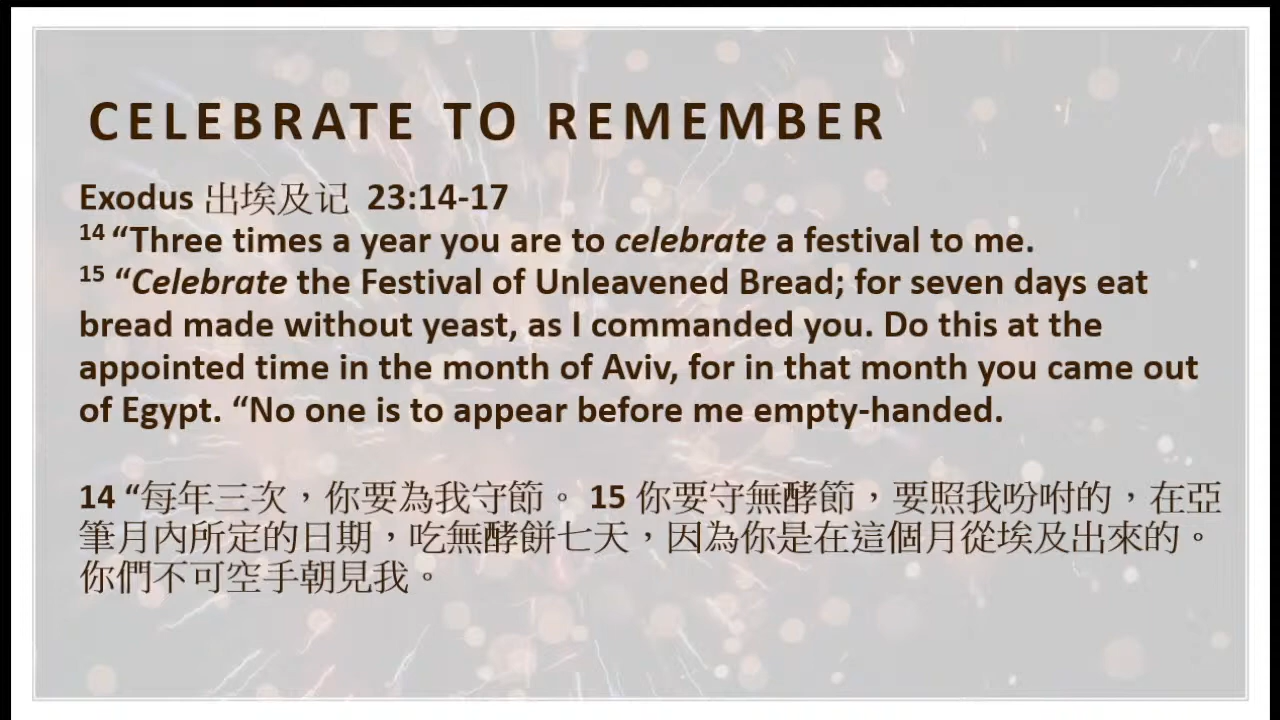 CELEBRATE TO REMEMBER
Exodus 出埃及记 23:14-17
14 “Three times a year you are to celebrate a festival to me.
15 “Celebrate the Festival of Unleavened Bread; for seven days eat
bread made without yeast, as I commanded you. Do this at the
appointed time in the month of Aviv, for in that month you came out
of Egypt. “No one is to appear before me empty-handed.
14 “每年三次，你要為我守節。 15 你要守無酵節，要照我吩咐的，在亞
筆月內所定的日期，吃無酵餅七天，因為你是在這個月從埃及出來的。
你們不可空手朝見我。